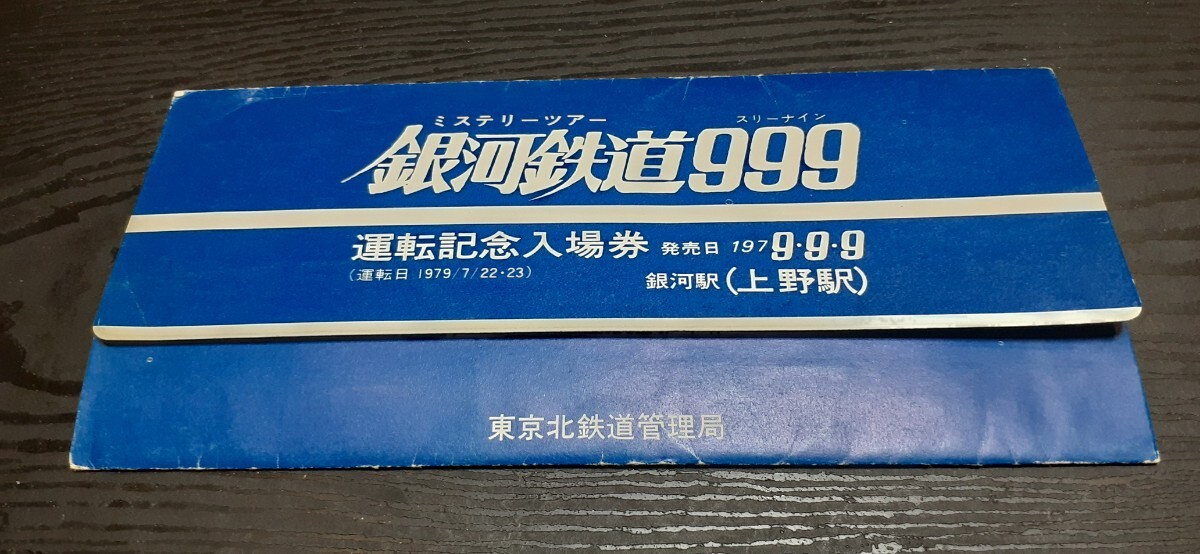 ミステリーツアー スリーナイン
銀河鉄道999
運転記念入場券 発売日 1979・9・9
(運転日 1979/7/22・23) 銀河駅(上野駅)
東京北鉄道管理局